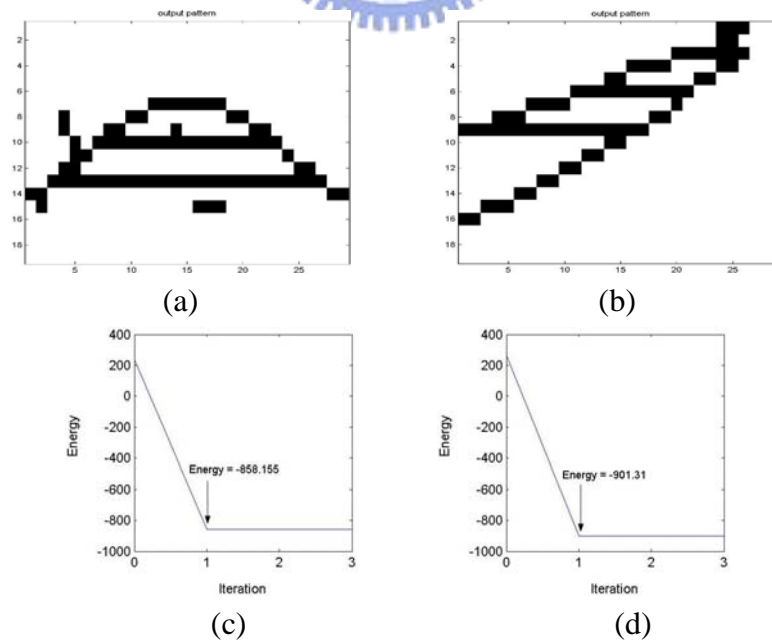 output pattern
2
4
6
8
10
12
14
16
18
5 10 15 20 25
(a)
output pattern
2
4
6
8
10
12
14
16
18
5 10 15 20 25
(b)
400
200
0
-200
-400
-600
-800
-1000
Energy
Energy = -858.155
0 1 2 3
Iteration
(c)
400
200
0
-200
-400
-600
-800
-1000
Energy
Energy = -901.31
0 1 2 3
Iteration
(d)